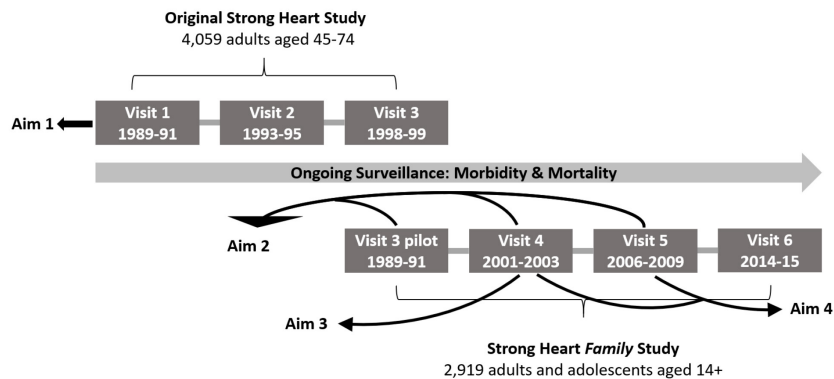 Original Strong Heart Study
4,059 adults aged 45-74
Aim 1
Visit 1
1989-91
Visit 2
1993-95
Visit 3
1998-99
Ongoing Surveillance: Morbidity & Mortality
Aim 2
Visit 3 pilot
1989-91
Visit 4
2001-2003
Visit 5
2006-2009
Visit 6
2014-15
Aim 3
Aim 4
Strong Heart Family Study
2,919 adults and adolescents aged 14+